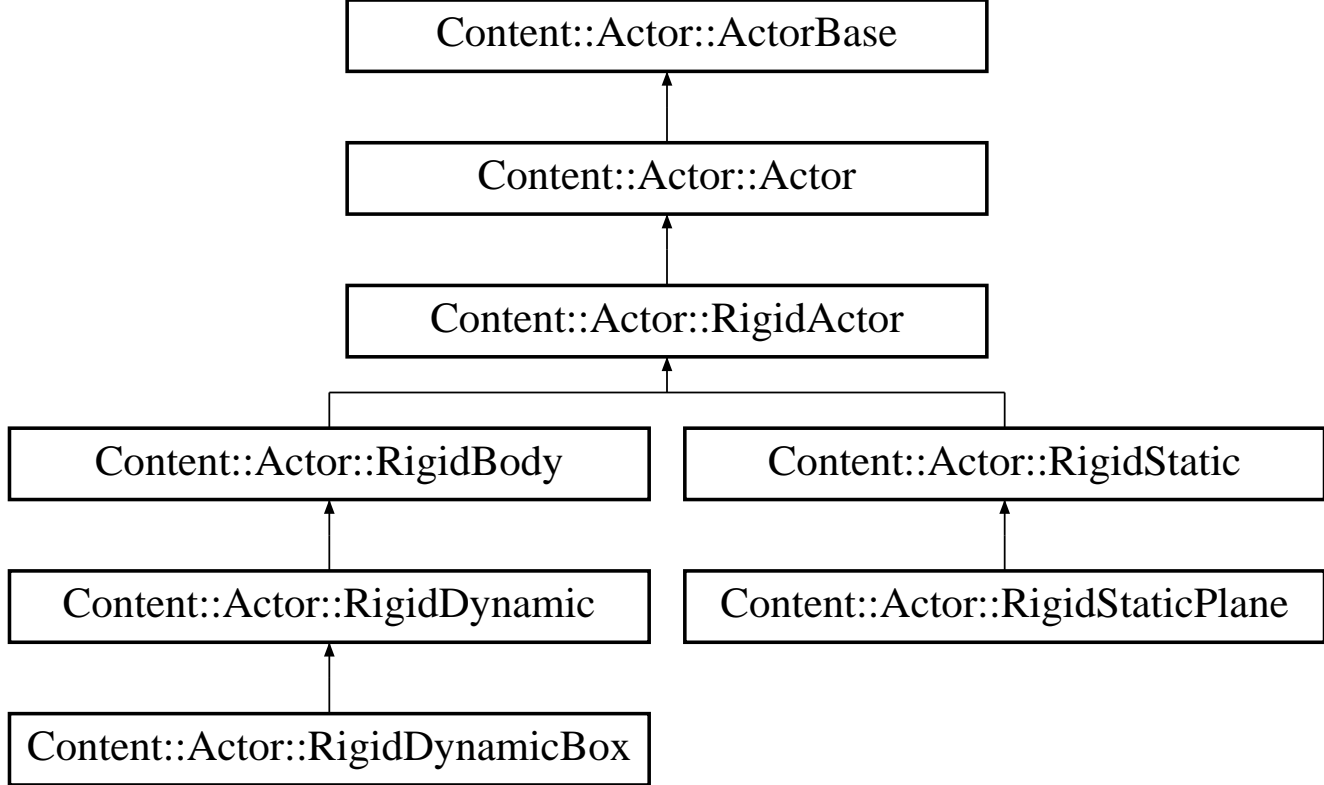 Content::Actor::ActorBase
Content::Actor::Actor
Content::Actor::RigidActor
Content::Actor::RigidBody
Content::Actor::RigidStatic
Content::Actor::RigidDynamic
Content::Actor::RigidStaticPlane
Content::Actor::RigidDynamicBox